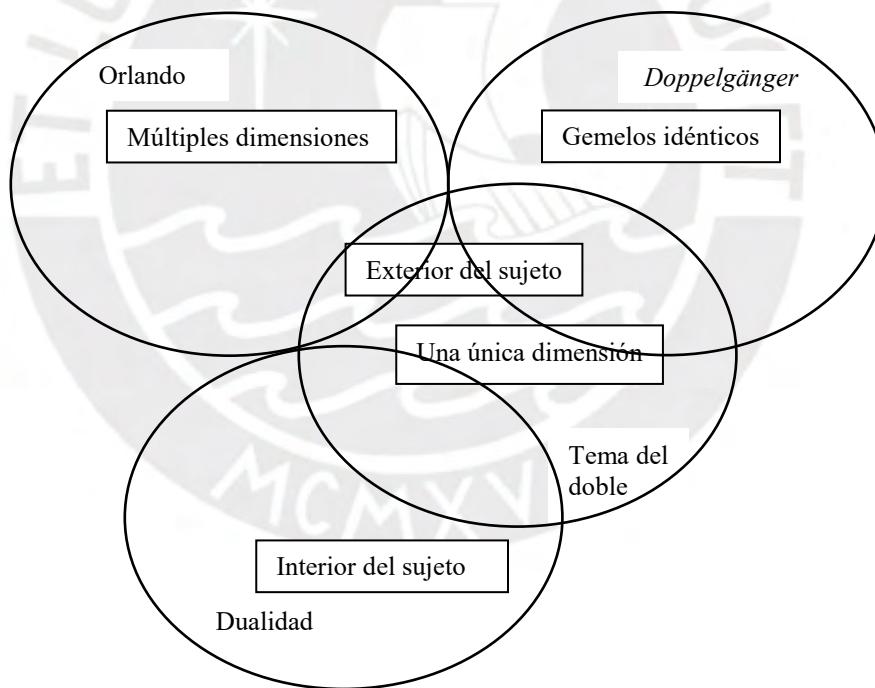 Orlando
Doppelgänger
Múltiples dimensiones
Gemelos idénticos
Exterior del sujeto
Una única dimensión
Tema del
doble
Interior del sujeto
Dualidad
MCMXV